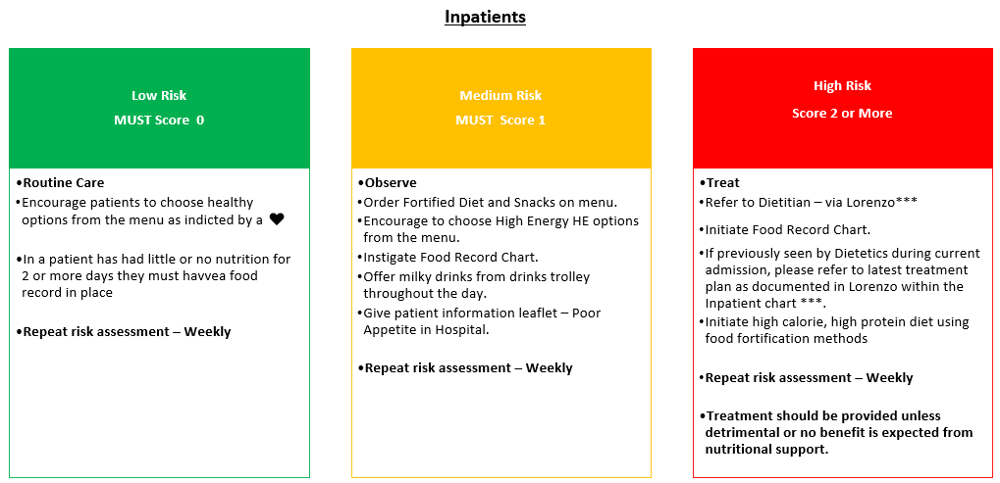 Inpatients
Low Risk
MUST Score  0
•Routine Care
•Encourage patients to choose healthy
options from the menu as indicted by a ♥
•In a patient has had little or no nutrition for
2 or more days they must havvea food
record in place
•Repeat risk assessment – Weekly
Medium Risk
MUST  Score 1
•Observe
•Order Fortified Diet and Snacks on menu.
•Encourage to choose High Energy HE options
from the menu.
•Instigate Food Record Chart.
•Offer milky drinks from drinks trolley
throughout the day.
•Give patient information leaflet – Poor
Appetite in Hospital.
•Repeat risk assessment – Weekly
High Risk
Score 2 or More
•Treat
•Refer to Dietitian – via Lorenzo***
•Initiate Food Record Chart.
•If previously seen by Dietetics during current
admission, please refer to latest treatment
plan as documented in Lorenzo within the
Inpatient chart ***.
•Initiate high calorie, high protein diet using
food fortification methods
•Repeat risk assessment – Weekly
•Treatment should be provided unless
detrimental or no benefit is expected from
nutritional support.